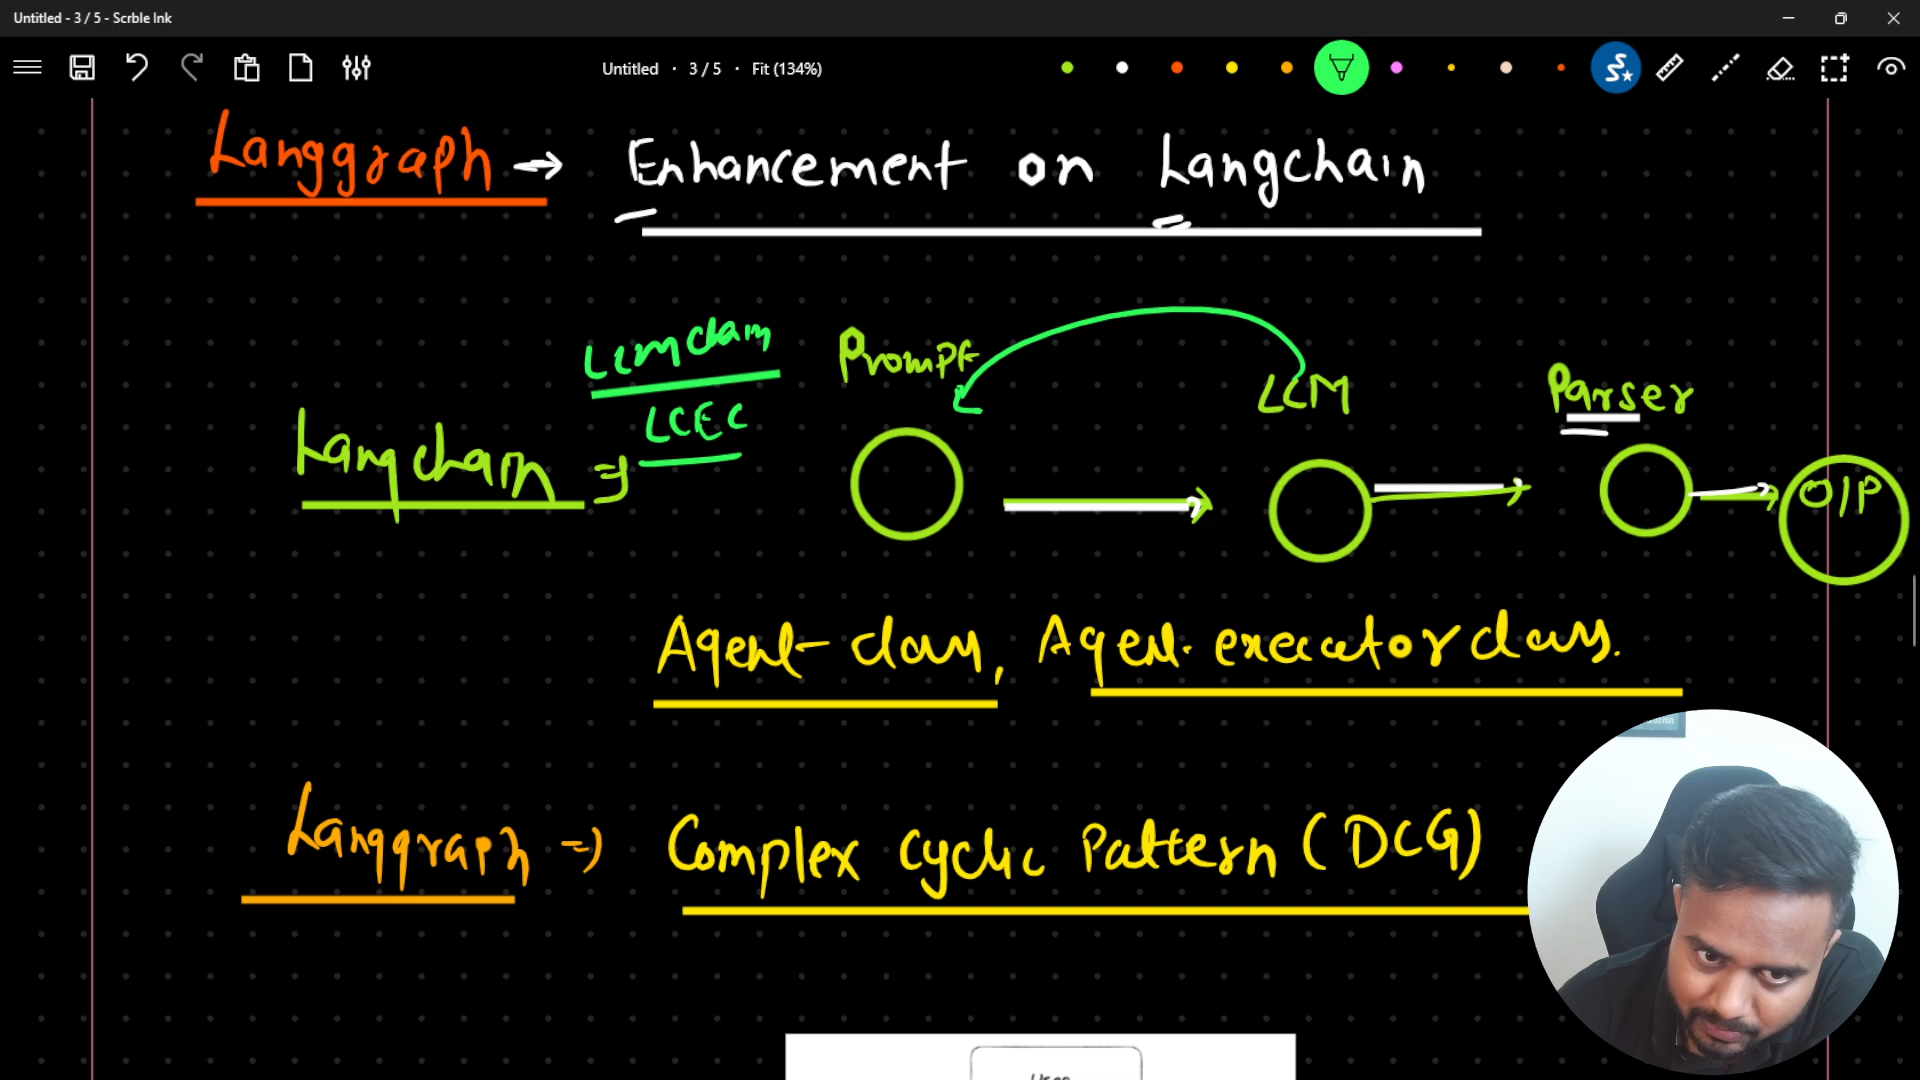 Untitled - 3 / 5 - Scrble Ink
Untitled · 3 / 5 · Fit (134%)
Langgraph → Enhancement on Langchain
LLM
Prompt
LLM
Parser
LCEL
Langchain ⇒
O/P
Agent class, Agent executor class.
Langgraph ⇒ Complex Cyclic Pattern (DCG)